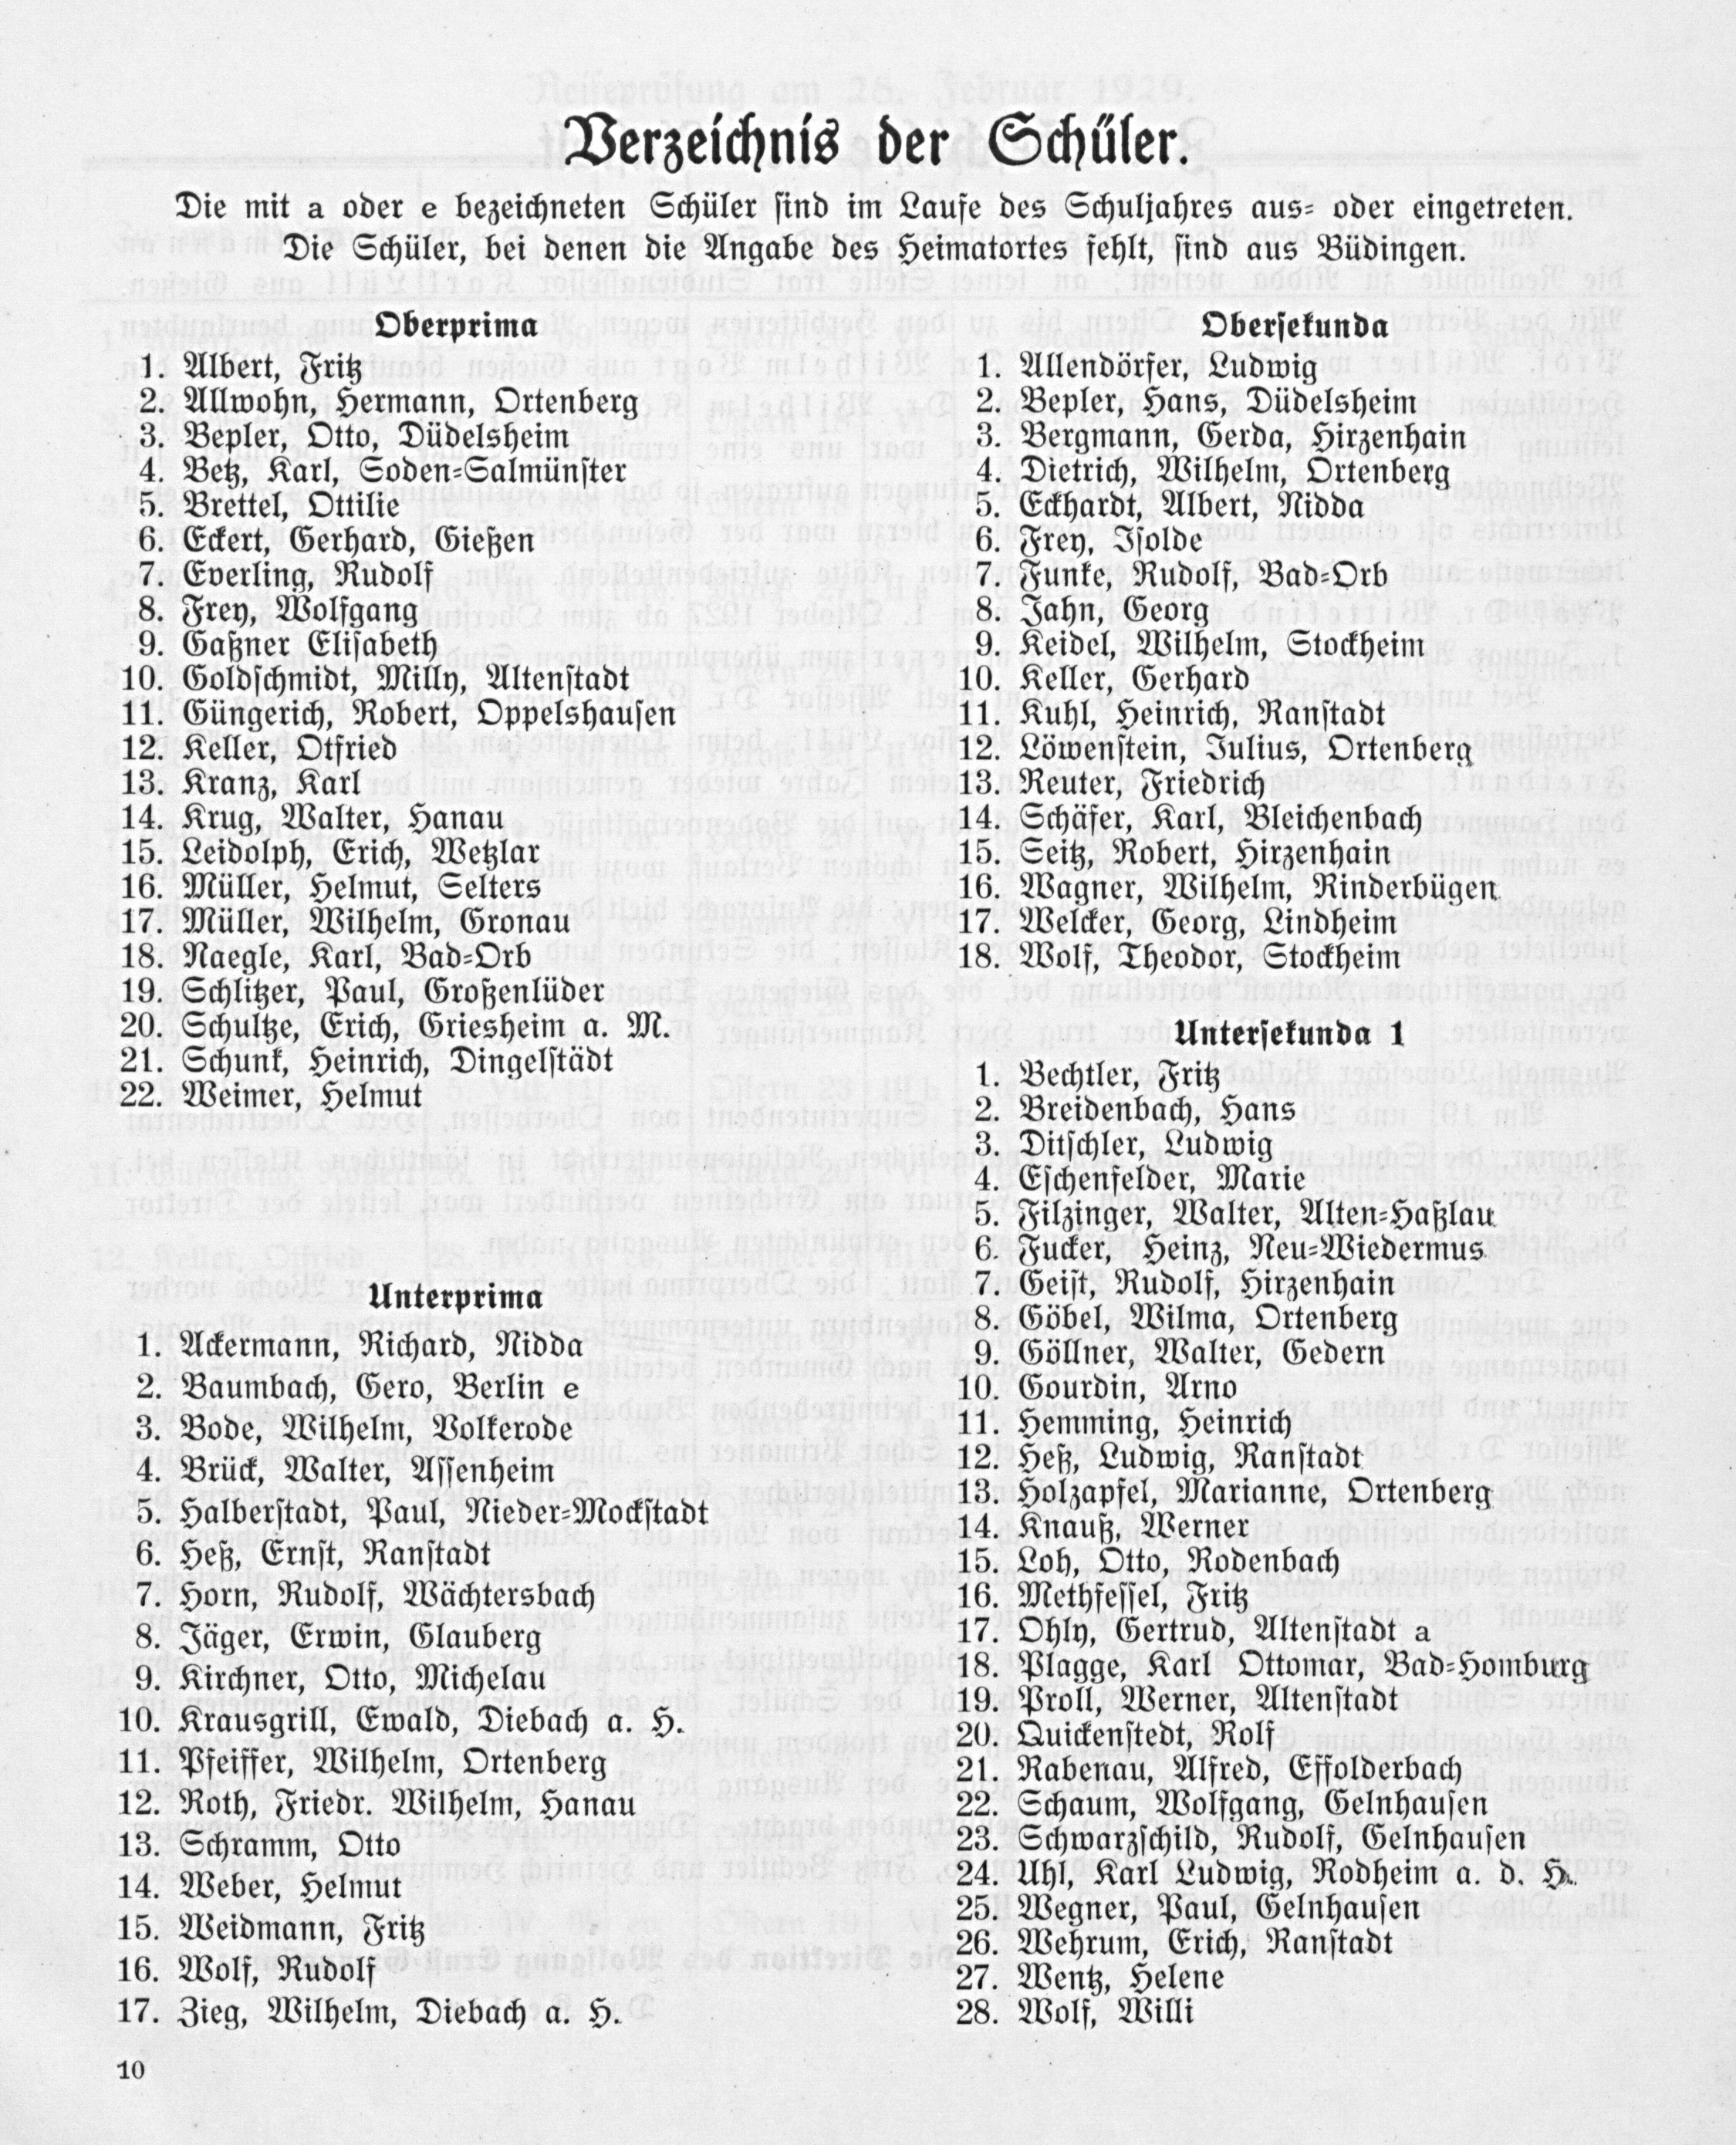 Verzeichnis der Schüler.
Die mit a oder e bezeichneten Schüler sind im Laufe des Schuljahres aus- oder eingetreten.
Die Schüler, bei denen die Angabe des Heimatortes fehlt, sind aus Büdingen.
Oberprima
1. Albert, Fritz
2. Allwohn, Hermann, Ortenberg
3. Bepler, Otto, Düdelsheim
4. Betz, Karl, Soden-Salmünster
5. Brettel, Ottilie
6. Eckert, Gerhard, Gießen
7. Everling, Rudolf
8. Frey, Wolfgang
9. Gaßner Elisabeth
10. Goldschmidt, Milly, Altenstadt
11. Güngerich, Robert, Oppelshausen
12. Keller, Otfried
13. Kranz, Karl
14. Krug, Walter, Hanau
15. Leidolph, Erich, Wetzlar
16. Müller, Helmut, Selters
17. Müller, Wilhelm, Gronau
18. Naegle, Karl, Bad-Orb
19. Schlitzer, Paul, Großenlüder
20. Schultze, Erich, Griesheim a. M.
21. Schunk, Heinrich, Dingelstädt
22. Weimer, Helmut
Unterprima
1. Ackermann, Richard, Nidda
2. Baumbach, Gero, Berlin e
3. Bode, Wilhelm, Volkerode
4. Brück, Walter, Assenheim
5. Halberstadt, Paul, Nieder-Mockstadt
6. Heß, Ernst, Ranstadt
7. Horn, Rudolf, Wächtersbach
8. Jäger, Erwin, Glauberg
9. Kirchner, Otto, Michelau
10. Krausgrill, Ewald, Diebach a. H.
11. Pfeiffer, Wilhelm, Ortenberg
12. Roth, Friedr. Wilhelm, Hanau
13. Schramm, Otto
14. Weber, Helmut
15. Weidmann, Fritz
16. Wolf, Rudolf
17. Zieg, Wilhelm, Diebach a. H.
Obersekunda
1. Allendörfer, Ludwig
2. Bepler, Hans, Düdelsheim
3. Bergmann, Gerda, Hirzenhain
4. Dietrich, Wilhelm, Ortenberg
5. Eckhardt, Albert, Nidda
6. Frey, Isolde
7. Funke, Rudolf, Bad-Orb
8. Jahn, Georg
9. Keidel, Wilhelm, Stockheim
10. Keller, Gerhard
11. Kuhl, Heinrich, Ranstadt
12. Löwenstein, Julius, Ortenberg
13. Reuter, Friedrich
14. Schäfer, Karl, Bleichenbach
15. Seitz, Robert, Hirzenhain
16. Wagner, Wilhelm, Rinderbügen
17. Welcker, Georg, Lindheim
18. Wolf, Theodor, Stockheim
Untersekunda 1
1. Bechtler, Fritz
2. Breidenbach, Hans
3. Ditschler, Ludwig
4. Eschenfelder, Marie
5. Filzinger, Walter, Alten-Haßlau
6. Fucker, Heinz, Neu-Wiedermus
7. Geist, Rudolf, Hirzenhain
8. Göbel, Wilma, Ortenberg
9. Göllner, Walter, Gedern
10. Gourdin, Arno
11. Hemming, Heinrich
12. Heß, Ludwig, Ranstadt
13. Holzapfel, Marianne, Ortenberg
14. Knauß, Werner
15. Loh, Otto, Rodenbach
16. Methfessel, Fritz
17. Ohly, Gertrud, Altenstadt a
18. Plagge, Karl Ottomar, Bad-Homburg
19. Proll, Werner, Altenstadt
20. Quickenstedt, Rolf
21. Rabenau, Alfred, Effolderbach
22. Schaum, Wolfgang, Gelnhausen
23. Schwarzschild, Rudolf, Gelnhausen
24. Uhl, Karl Ludwig, Rodheim a. d. H.
25. Wegner, Paul, Gelnhausen
26. Wehrum, Erich, Ranstadt
27. Wentz, Helene
28. Wolf, Willi
10